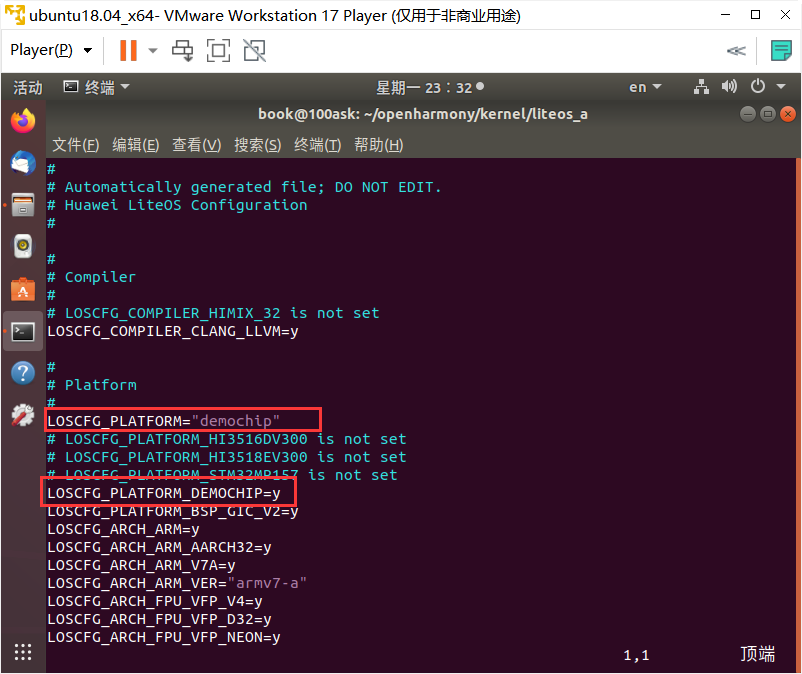 ubuntu18.04_x64- VMware Workstation 17 Player (仅用于非商业用途)
Player(P)
活动 终端 星期一 23：32 en
book@100ask: ~/openharmony/kernel/liteos_a
文件(F) 编辑(E) 查看(V) 搜索(S) 终端(T) 帮助(H)
#
# Automatically generated file; DO NOT EDIT.
# Huawei LiteOS Configuration
#
#
# Compiler
#
# LOSCFG_COMPILER_HIMIX_32 is not set
LOSCFG_COMPILER_CLANG_LLVM=y
#
# Platform
#
LOSCFG_PLATFORM="demochip"
# LOSCFG_PLATFORM_HI3516DV300 is not set
# LOSCFG_PLATFORM_HI3518EV300 is not set
# LOSCFG_PLATFORM_STM32MP157 is not set
LOSCFG_PLATFORM_DEMOCHIP=y
LOSCFG_PLATFORM_BSP_GIC_V2=y
LOSCFG_ARCH_ARM=y
LOSCFG_ARCH_ARM_AARCH32=y
LOSCFG_ARCH_ARM_V7A=y
LOSCFG_ARCH_ARM_VER="armv7-a"
LOSCFG_ARCH_FPU_VFP_V4=y
LOSCFG_ARCH_FPU_VFP_D32=y
LOSCFG_ARCH_FPU_VFP_NEON=y
1,1 顶端